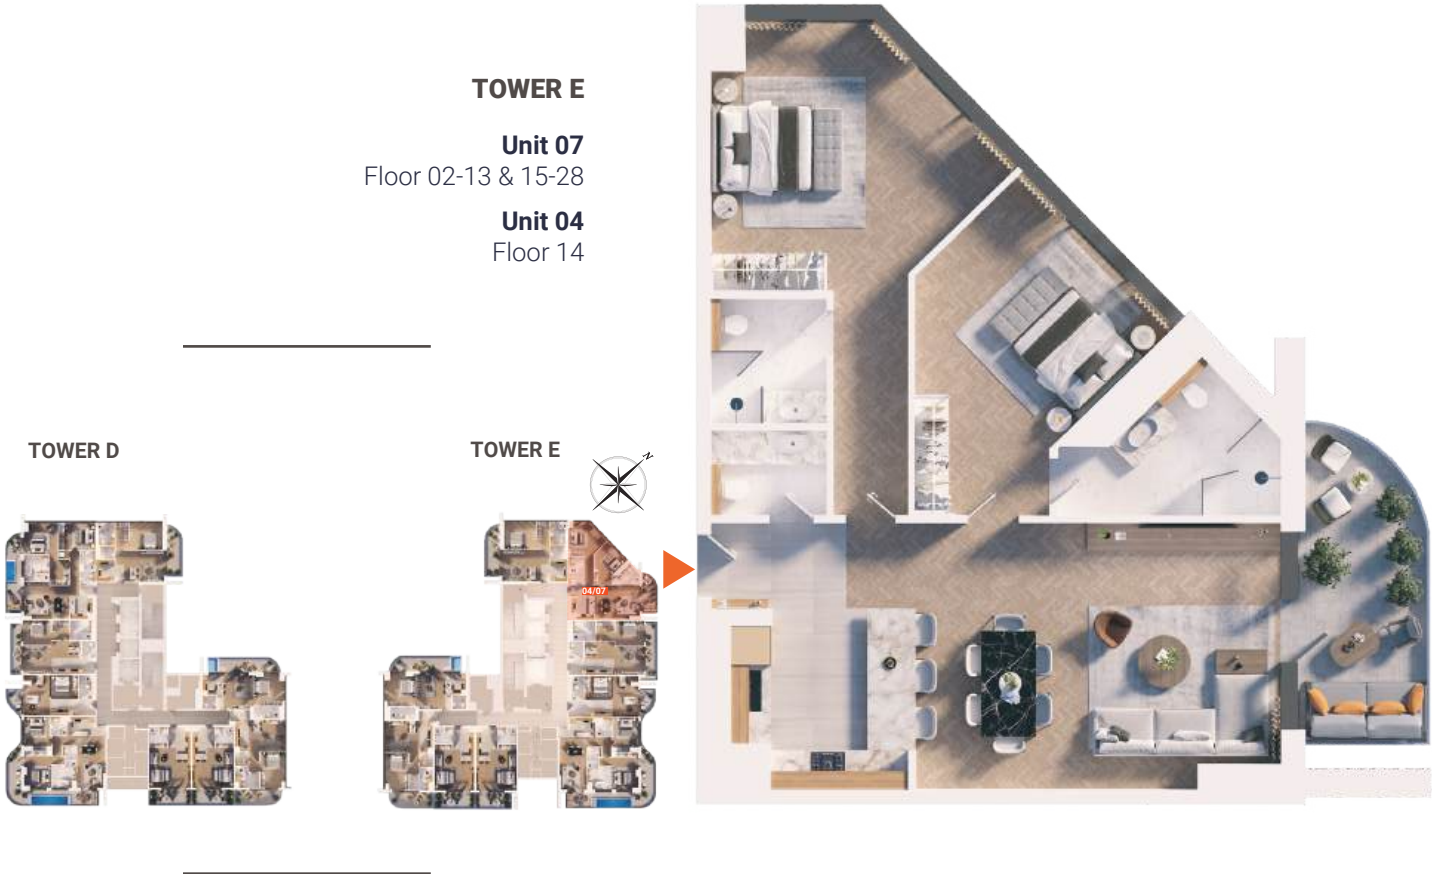 TOWER E
Unit 07
Floor 02-13 & 15-28
Unit 04
Floor 14
TOWER D
TOWER E
N
04/07